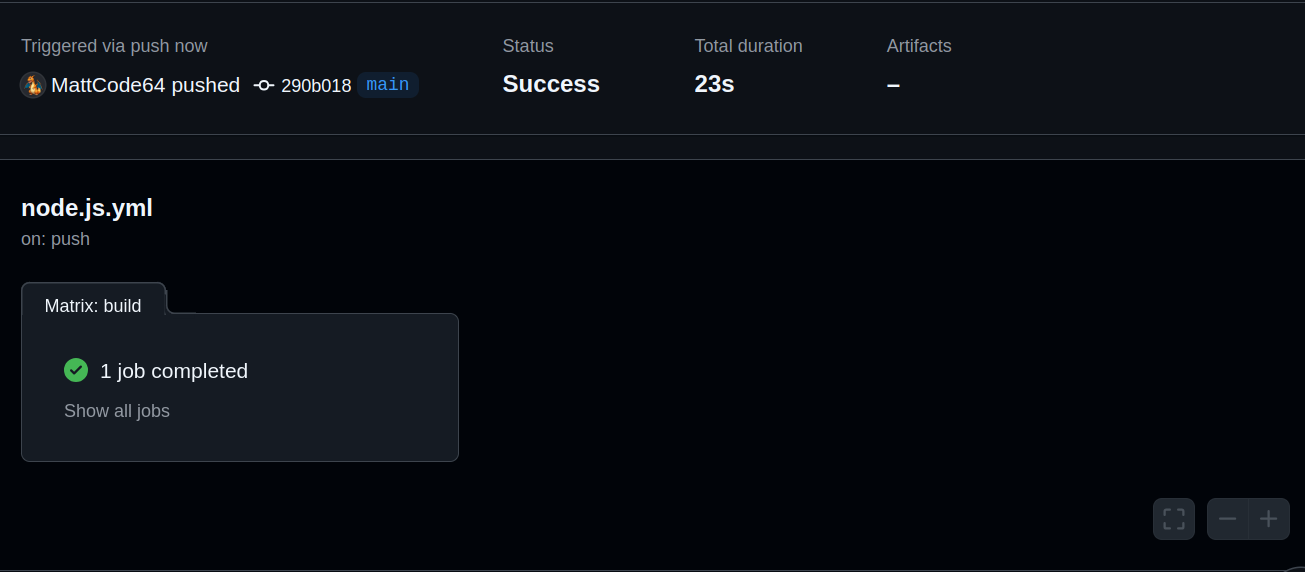 Triggered via push now
MattCode64 pushed 290b018 main
Status
Success
Total duration
23s
Artifacts
–
node.js.yml
on: push
Matrix: build
1 job completed
Show all jobs